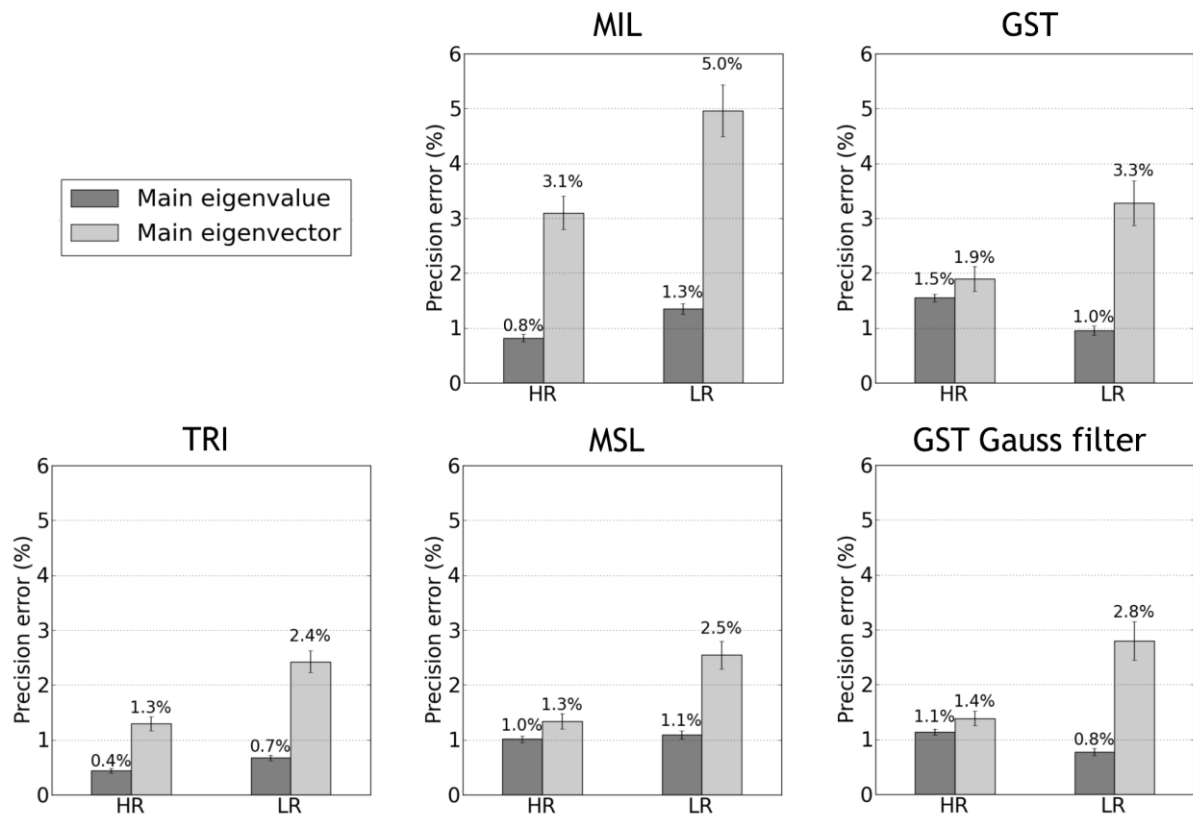 MIL
6
5
4
3
2
1
0
Precision error (%)
0.8%
3.1%
1.3%
5.0%
HR
LR
GST
6
5
4
3
2
1
0
Precision error (%)
1.5%
1.9%
1.0%
3.3%
HR
LR
Main eigenvalue
Main eigenvector
TRI
6
5
4
3
2
1
0
Precision error (%)
0.4%
1.3%
0.7%
2.4%
HR
LR
MSL
6
5
4
3
2
1
0
Precision error (%)
1.0%
1.3%
1.1%
2.5%
HR
LR
GST Gauss filter
6
5
4
3
2
1
0
Precision error (%)
1.1%
1.4%
0.8%
2.8%
HR
LR